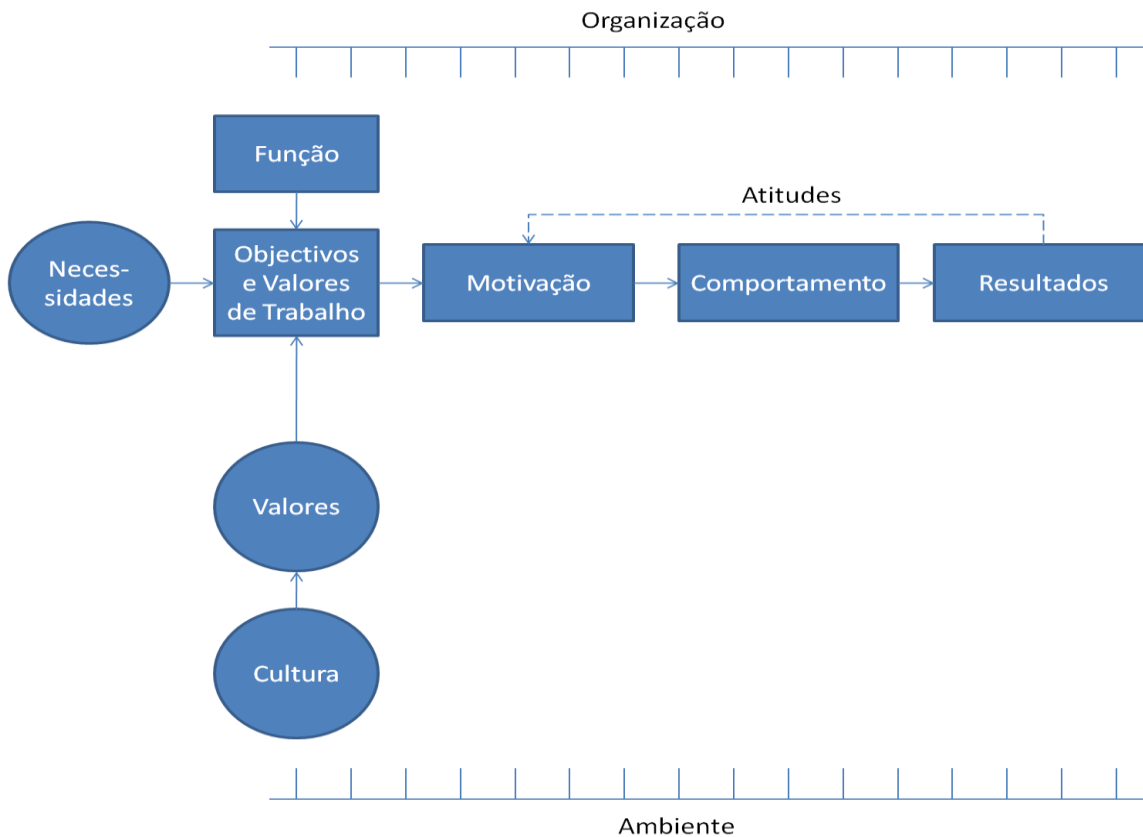 Organização
Função
Atitudes
Neces-
sidades
Objectivos
e Valores
de Trabalho
Motivação
Comportamento
Resultados
Valores
Cultura
Ambiente